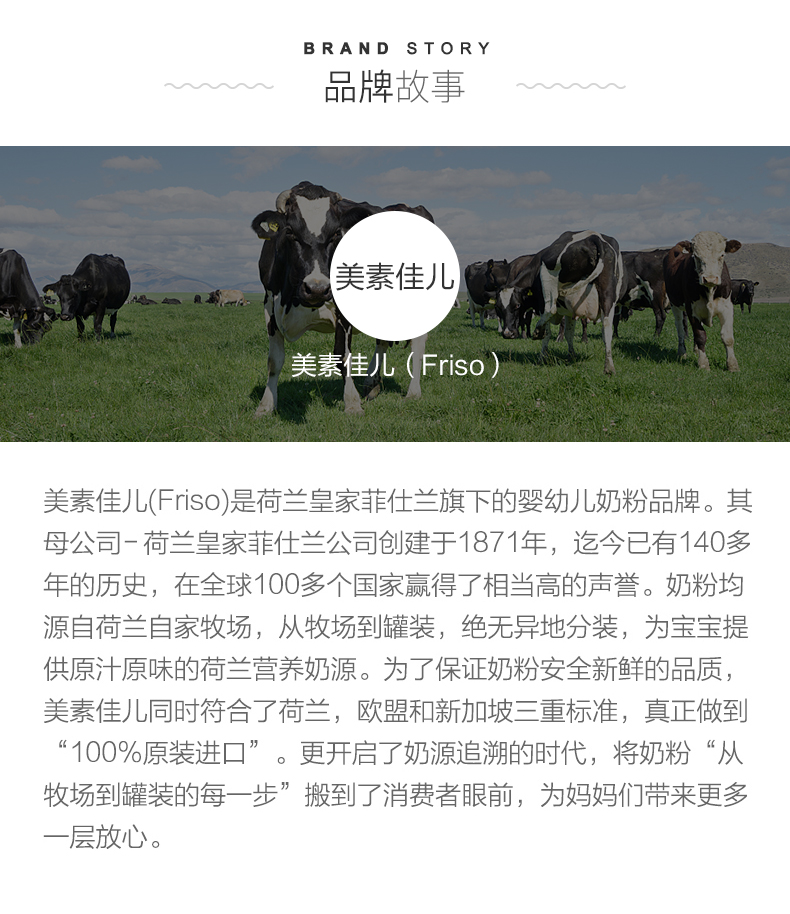 BRAND STORY
品牌故事
美素佳儿
美素佳儿（Friso）
美素佳儿(Friso)是荷兰皇家菲仕兰旗下的婴幼儿奶粉品牌。其
母公司-荷兰皇家菲仕兰公司创建于1871年，迄今已有140多
年的历史，在全球100多个国家赢得了相当高的声誉。奶粉均
源自荷兰自家牧场，从牧场到罐装，绝无异地分装，为宝宝提
供原汁原味的荷兰营养奶源。为了保证奶粉安全新鲜的品质，
美素佳儿同时符合了荷兰，欧盟和新加坡三重标准，真正做到
“100%原装进口”。更开启了奶源追溯的时代，将奶粉“从
牧场到罐装的每一步”搬到了消费者眼前，为妈妈们带来更多
一层放心。